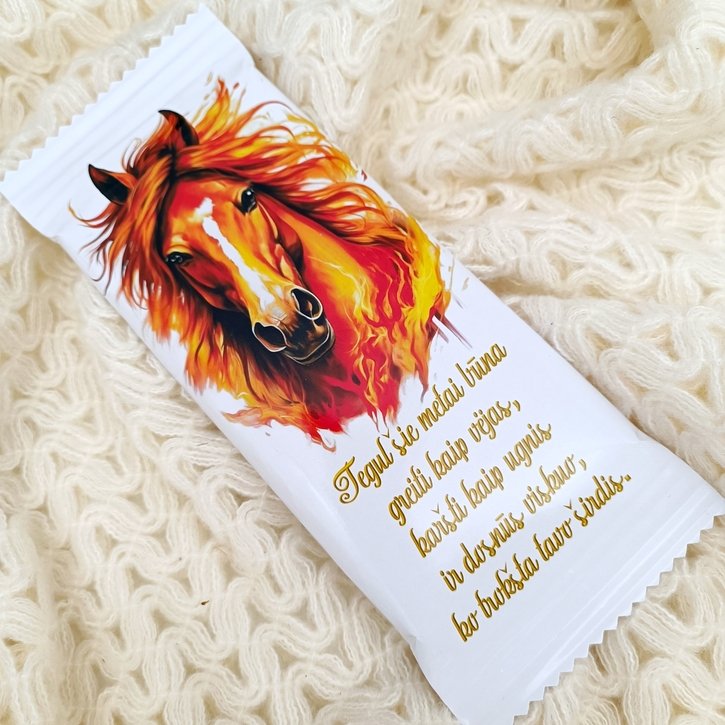 Tegul šie metai būna
greiti kaip vėjas,
karšti kaip ugnis
ir dosnūs viskuo,
ko trokšta tavo širdis..